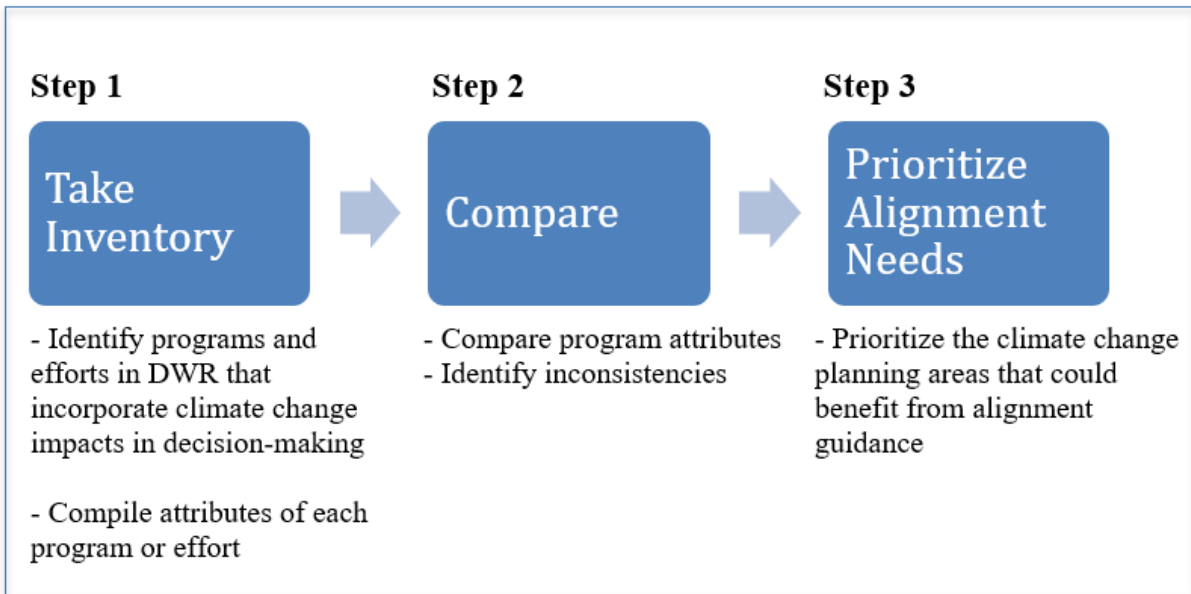 Step 1
Take
Inventory
- Identify programs and
efforts in DWR that
incorporate climate change
impacts in decision-making
- Compile attributes of each
program or effort
Step 2
Compare
- Compare program attributes
- Identify inconsistencies
Step 3
Prioritize
Alignment
Needs
- Prioritize the climate change
planning areas that could
benefit from alignment
guidance